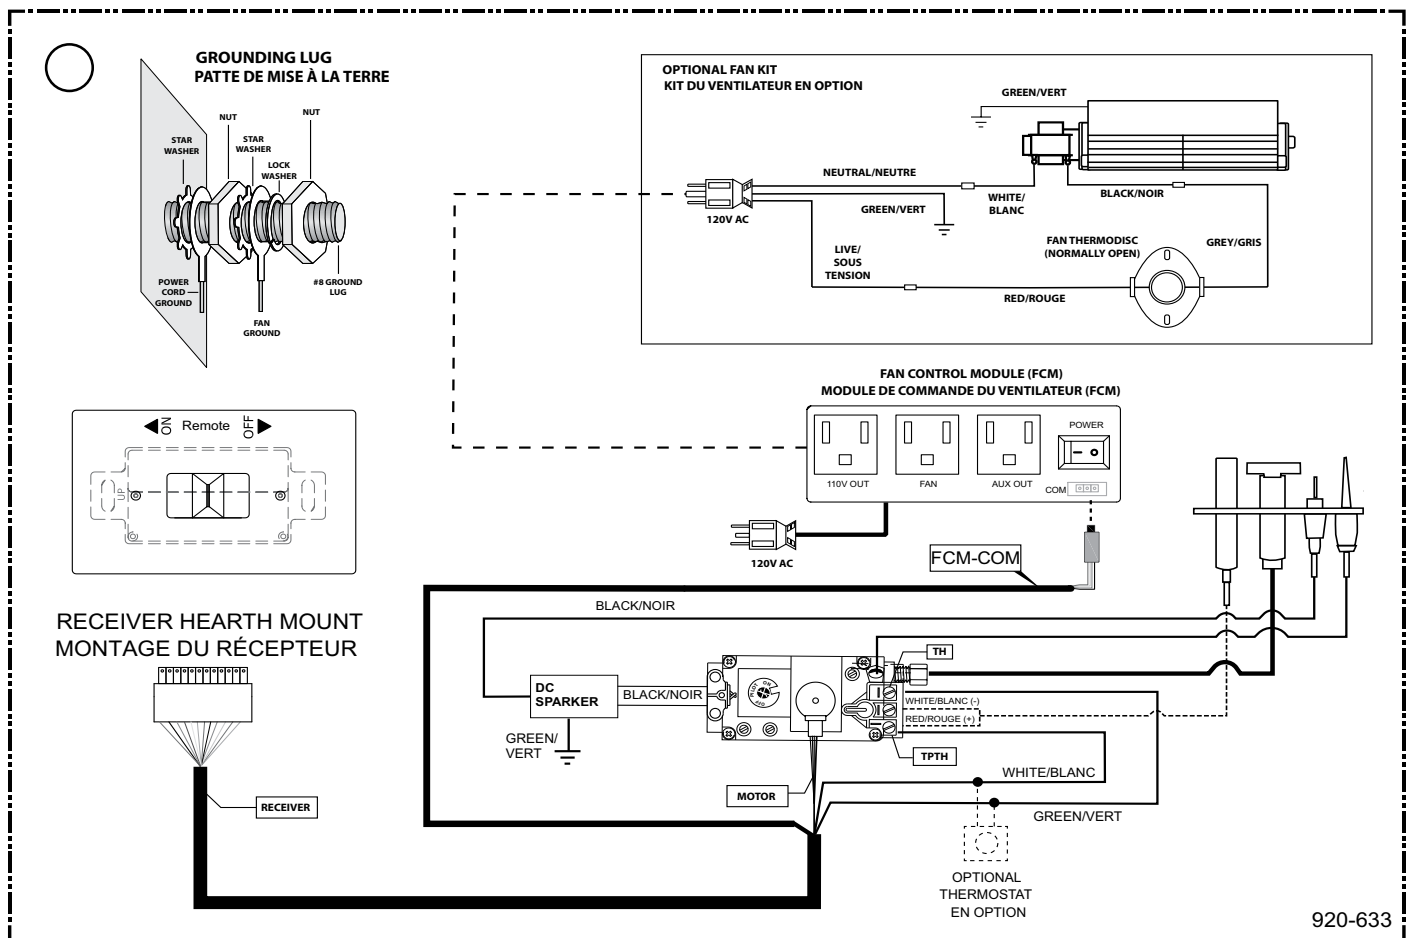 GROUNDING LUG
PATTE DE MISE À LA TERRE
NUT
NUT
STAR
WASHER
STAR
WASHER
LOCK
WASHER
POWER
CORD
GROUND
#8 GROUND
LUG
FAN
GROUND
OPTIONAL FAN KIT
KIT DU VENTILATEUR EN OPTION
GREEN/VERT
NEUTRAL/NEUTRE
WHITE/
BLANC
BLACK/NOIR
120V AC
GREEN/VERT
LIVE/
SOUS
TENSION
FAN THERMODISC
(NORMALLY OPEN)
GREY/GRIS
RED/ROUGE
FAN CONTROL MODULE (FCM)
MODULE DE COMMANDE DU VENTILATEUR (FCM)
POWER
110V OUT
FAN
AUX OUT
COM
120V AC
FCM-COM
ON
Remote
OFF
UP
RECEIVER HEARTH MOUNT
MONTAGE DU RÉCEPTEUR
BLACK/NOIR
DC
SPARKER
BLACK/NOIR
GREEN/
VERT
PILOT
ON
OFF
TH
WHITE/BLANC (-)
RED/ROUGE (+)
TPTH
MOTOR
WHITE/BLANC
GREEN/VERT
RECEIVER
OPTIONAL
THERMOSTAT
EN OPTION
920-633